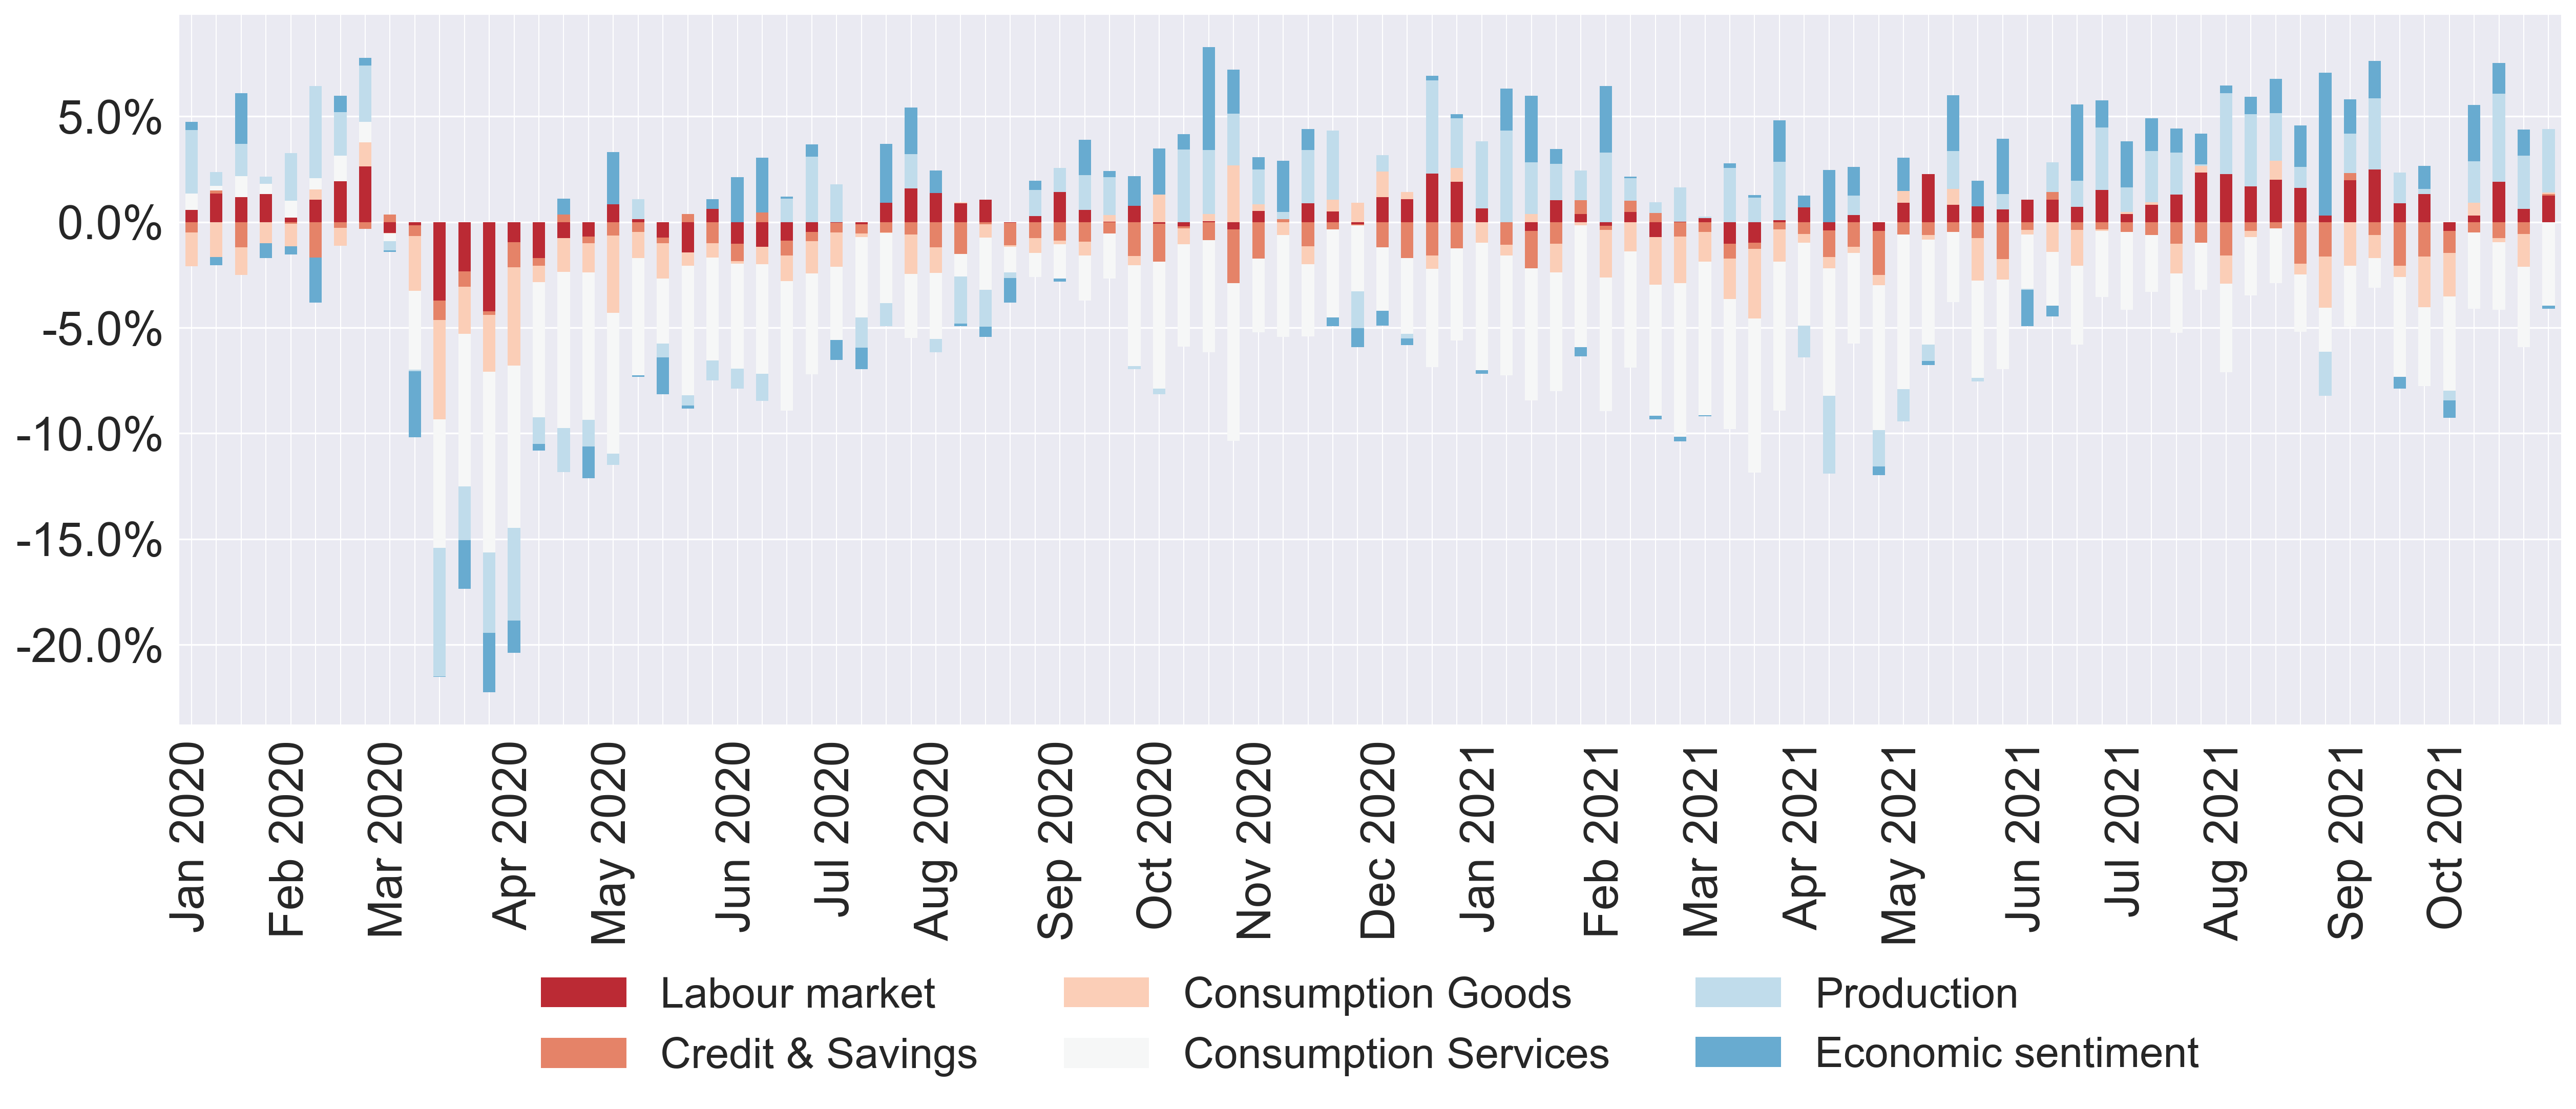 5.0%
0.0%
-5.0%
-10.0%
-15.0%
-20.0%
Jan 2020
Feb 2020
Mar 2020
Apr 2020
May 2020
Jun 2020
Jul 2020
Aug 2020
Sep 2020
Oct 2020
Nov 2020
Dec 2020
Jan 2021
Feb 2021
Mar 2021
Apr 2021
May 2021
Jun 2021
Jul 2021
Aug 2021
Sep 2021
Oct 2021
Labour market
Consumption Goods
Production
Credit & Savings
Consumption Services
Economic sentiment